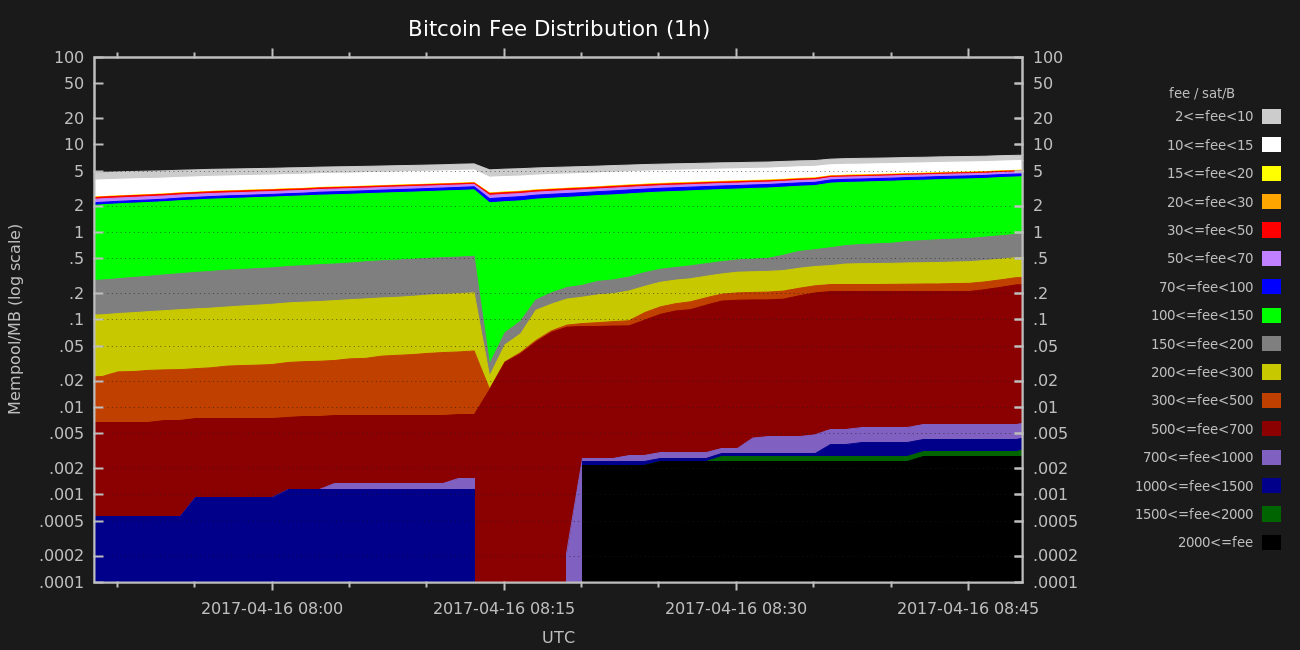 Bitcoin Fee Distribution (1h)
100 100
50 50
20 20
10 10
5 5
2 2
1 1
.5 .5
.2 .2
.1 .1
.05 .05
.02 .02
.01 .01
.005 .005
.002 .002
.001 .001
.0005 .0005
.0002 .0002
.0001 .0001
Mempool/MB (log scale)
2017-04-16 08:00 2017-04-16 08:15 2017-04-16 08:30 2017-04-16 08:45
UTC
fee / sat/B
2<=fee<10
10<=fee<15
15<=fee<20
20<=fee<30
30<=fee<50
50<=fee<70
70<=fee<100
100<=fee<150
150<=fee<200
200<=fee<300
300<=fee<500
500<=fee<700
700<=fee<1000
1000<=fee<1500
1500<=fee<2000
2000<=fee